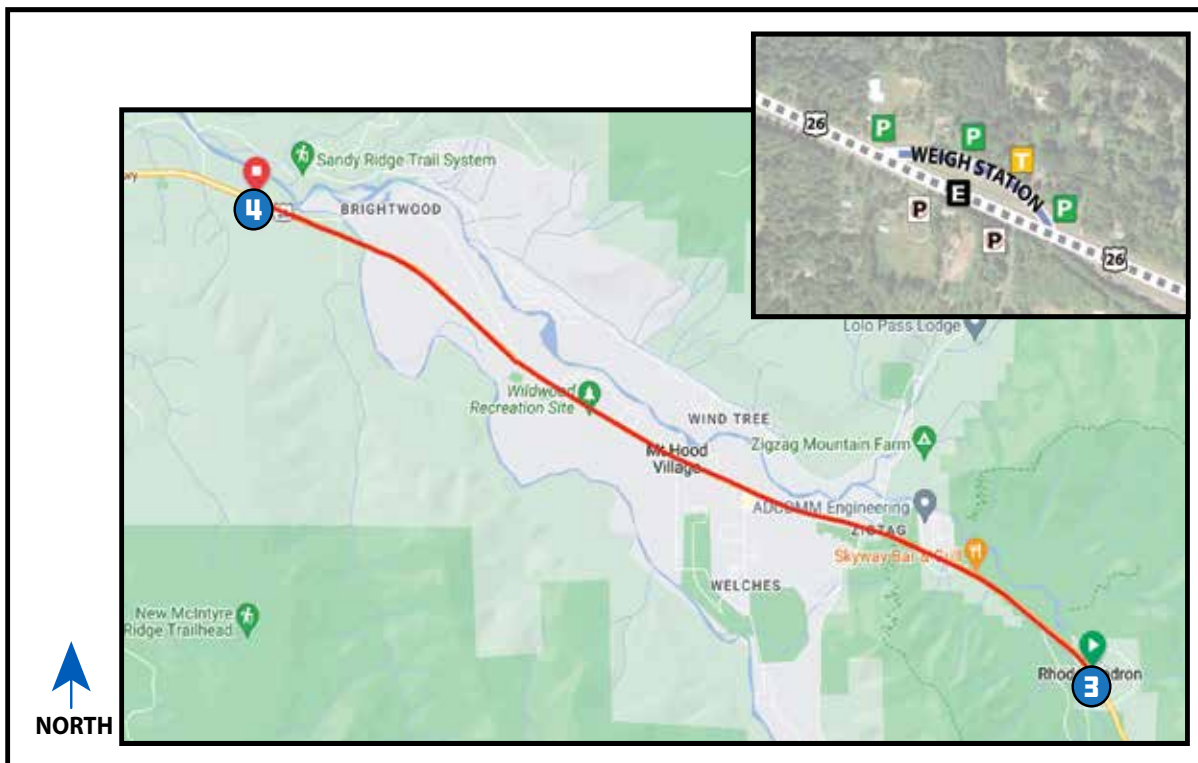 26
P
P
T
WEIGH STATION
E
P
P
P
26
Sandy Ridge Trail System
4
BRIGHTWOOD
Lolo Pass Lodge
Wildwood
Recreation Site
WIND TREE
Mt Hood
Village
Zigzag Mountain Farm
ADCOMM Engineering
ZIGZAG
Skyway Bar & Grill
WELCHES
New McIntyre
Ridge Trailhead
3
NORTH